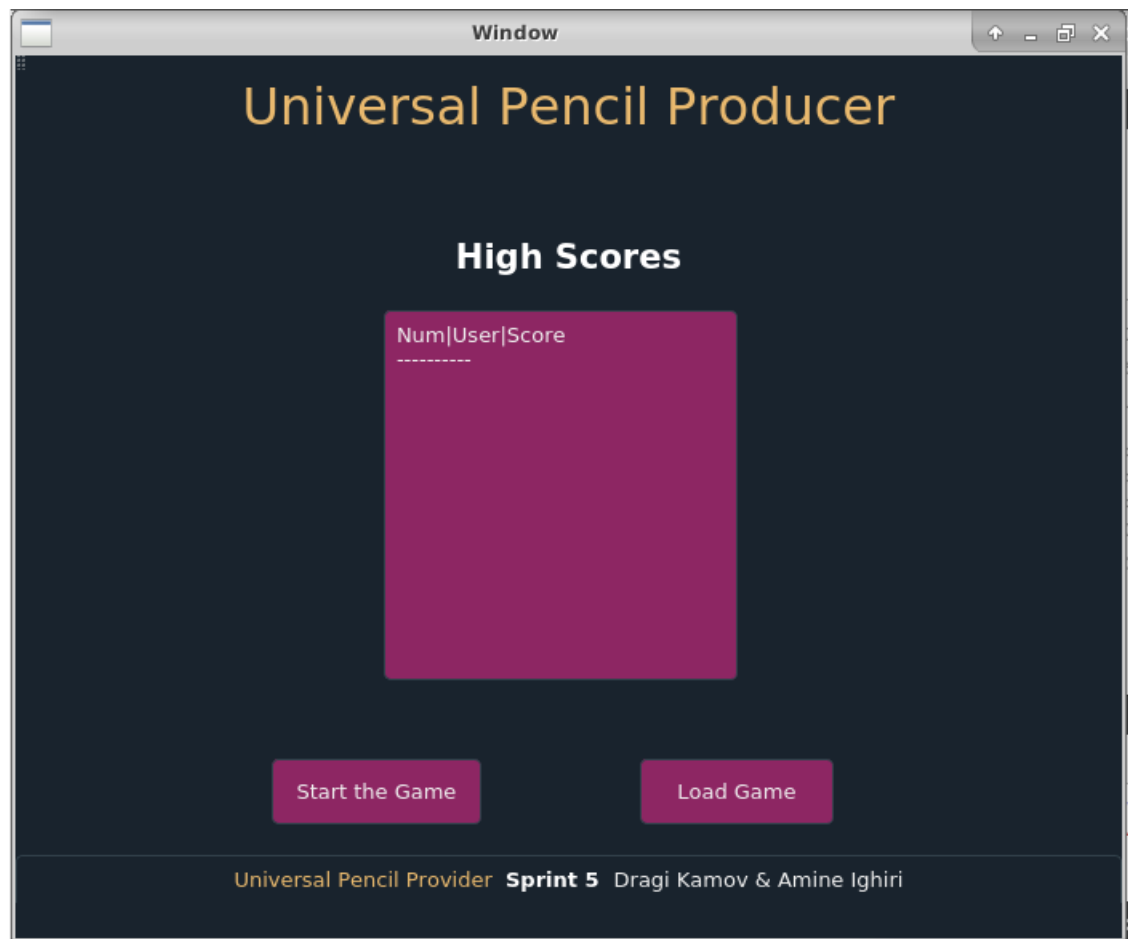 Window
Universal Pencil Producer
High Scores
Num|User|Score
----------
Start the Game
Load Game
Universal Pencil Provider Sprint 5 Dragi Kamov & Amine Ighiri